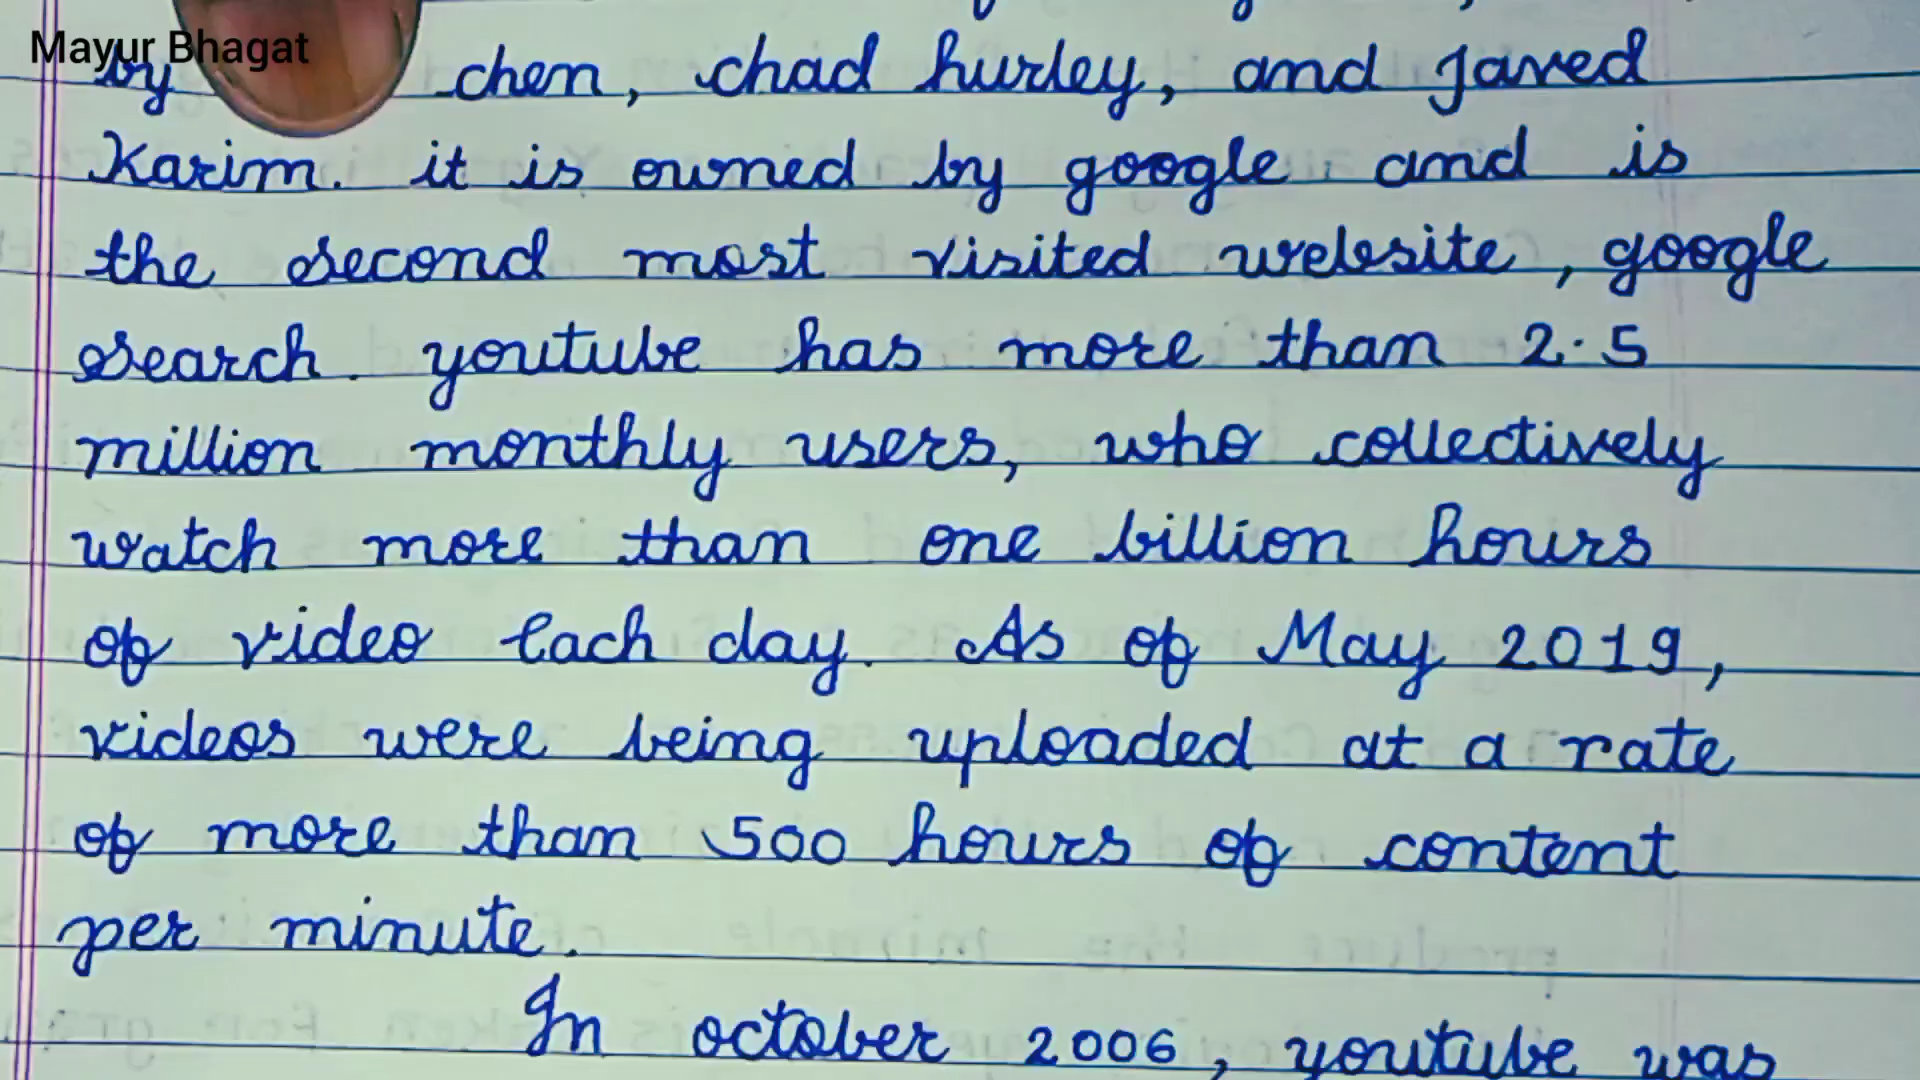 Mayur Bhagat
by chen, chad hurley, and Jawed
Karim. it is owned by google and is
the second most visited website, google
search. youtube has more than 2.5
million monthly users, who collectively
watch more than one billion hours
of video each day. As of May 2019,
videos were being uploaded at a rate
of more than 500 hours of content
per minute.
In october 2006, youtube was